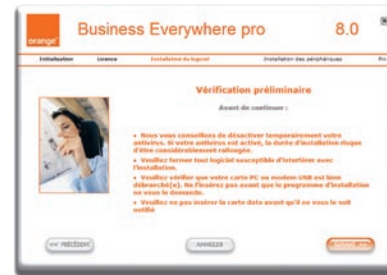 orange
Business Everywhere pro
8.0
Initialisation Licence Installation du logiciel Installation des périphériques Fin
Vérification préliminaire
Avant de continuer :
• Nous vous conseillons de désactiver temporairement votre
antivirus. Si votre antivirus est activé, la durée d'installation risque
d'être considérablement rallongée.
• Veuillez fermer tout logiciel susceptible d'interférer avec
l'installation.
• Veuillez vérifier que votre carte PC ou modem USB est bien
débranché(e). Ne l'insérez pas avant que le programme d'installation
ne vous le demande.
• Veuillez ne pas insérer la carte data avant qu'il ne vous le soit
notifié
<< PRÉCÉDENT
ANNULER